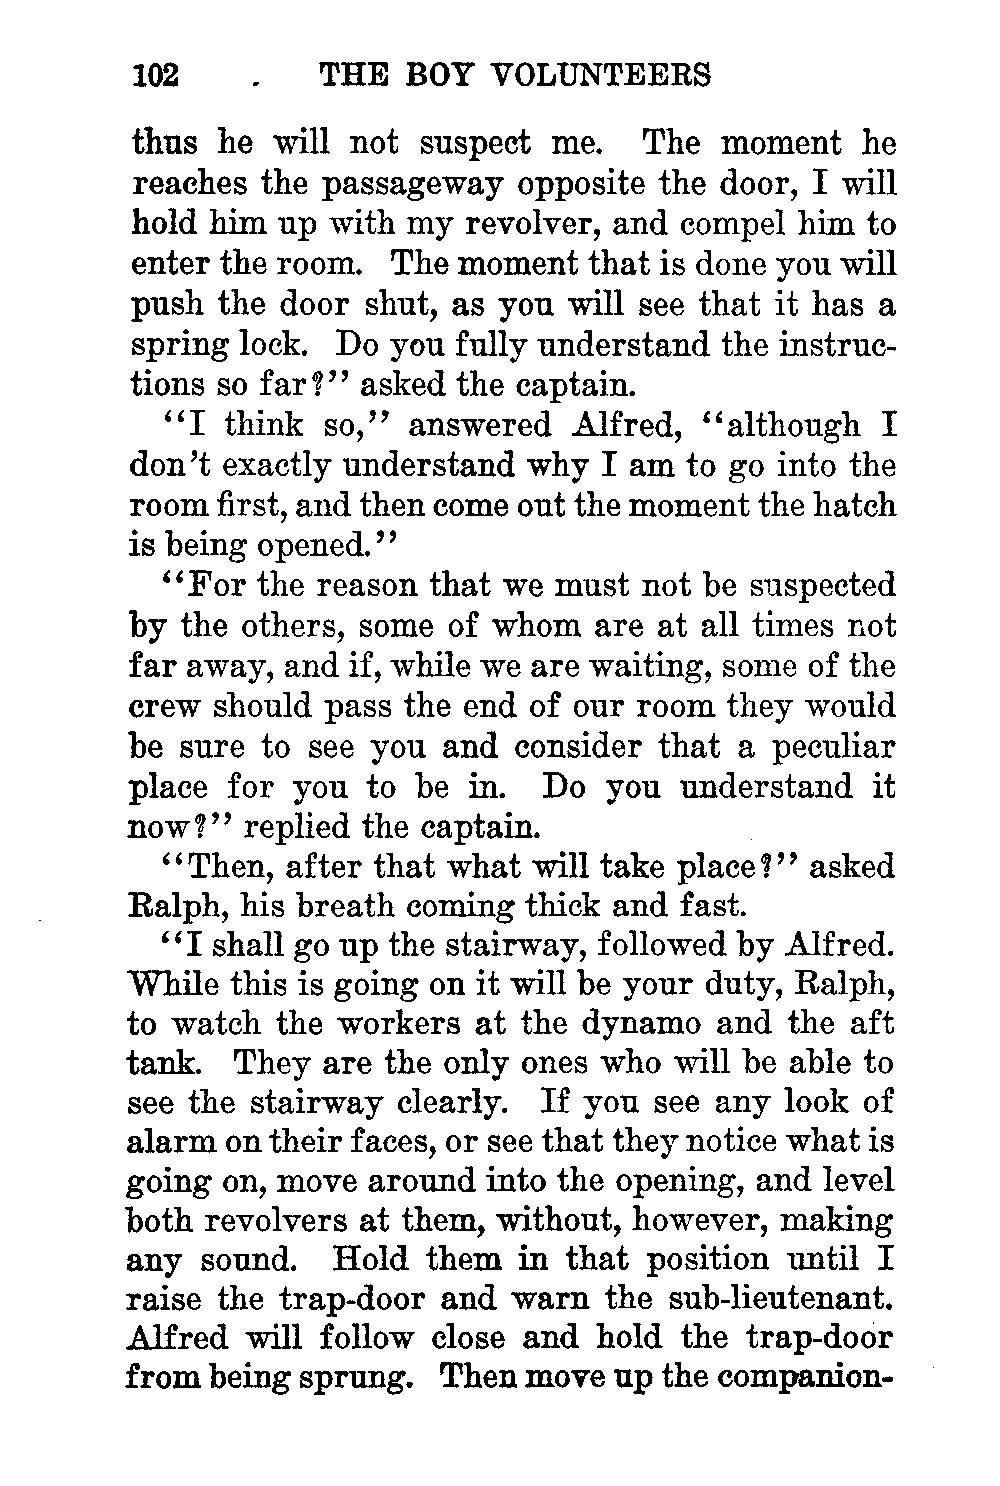 102 . THE BOY VOLUNTEERS
thus he will not suspect me. The moment he
reaches the passageway opposite the door, I will
hold him up with my revolver, and compel him to
enter the room. The moment that is done you will
push the door shut, as you will see that it has a
spring lock. Do you fully understand the instruc-
tions so far?" asked the captain.
"I think so," answered Alfred, "although I
don't exactly understand why I am to go into the
room first, and then come out the moment the hatch
is being opened."
"For the reason that we must not be suspected
by the others, some of whom are at all times not
far away, and if, while we are waiting, some of the
crew should pass the end of our room they would
be sure to see you and consider that a peculiar
place for you to be in. Do you understand it
now?" replied the captain.
"Then, after that what will take place?" asked
Ralph, his breath coming thick and fast.
"I shall go up the stairway, followed by Alfred.
While this is going on it will be your duty, Ralph,
to watch the workers at the dynamo and the aft
tank. They are the only ones who will be able to
see the stairway clearly. If you see any look of
alarm on their faces, or see that they notice what is
going on, move around into the opening, and level
both revolvers at them, without, however, making
any sound. Hold them in that position until I
raise the trap-door and warn the sub-lieutenant.
Alfred will follow close and hold the trap-door
from being sprung. Then move up the companion-